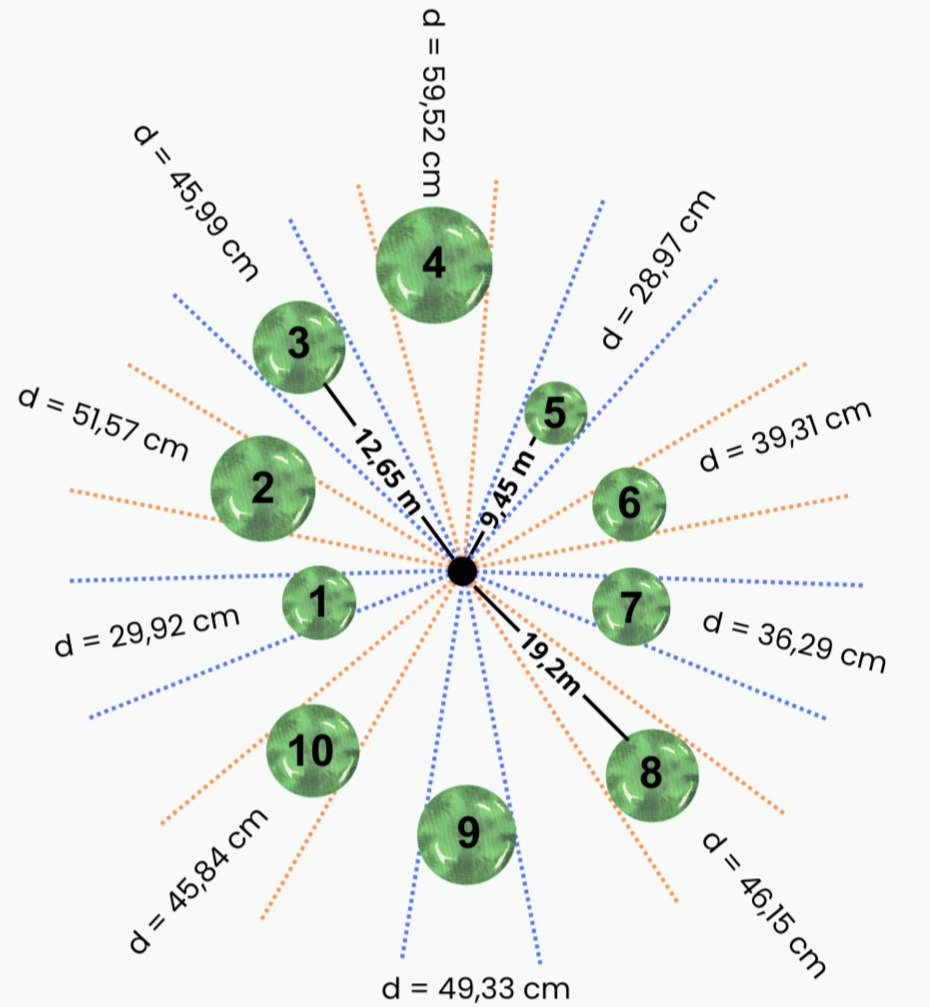 d = 59,52 cm
4
d = 45,99 cm
3
d = 28,97 cm
5
d = 51,57 cm
2
12,65 m
9,45 m
d = 39,31 cm
6
1
d = 29,92 cm
7
d = 36,29 cm
19,2m
10
d = 45,84 cm
8
d = 46,15 cm
9
d = 49,33 cm